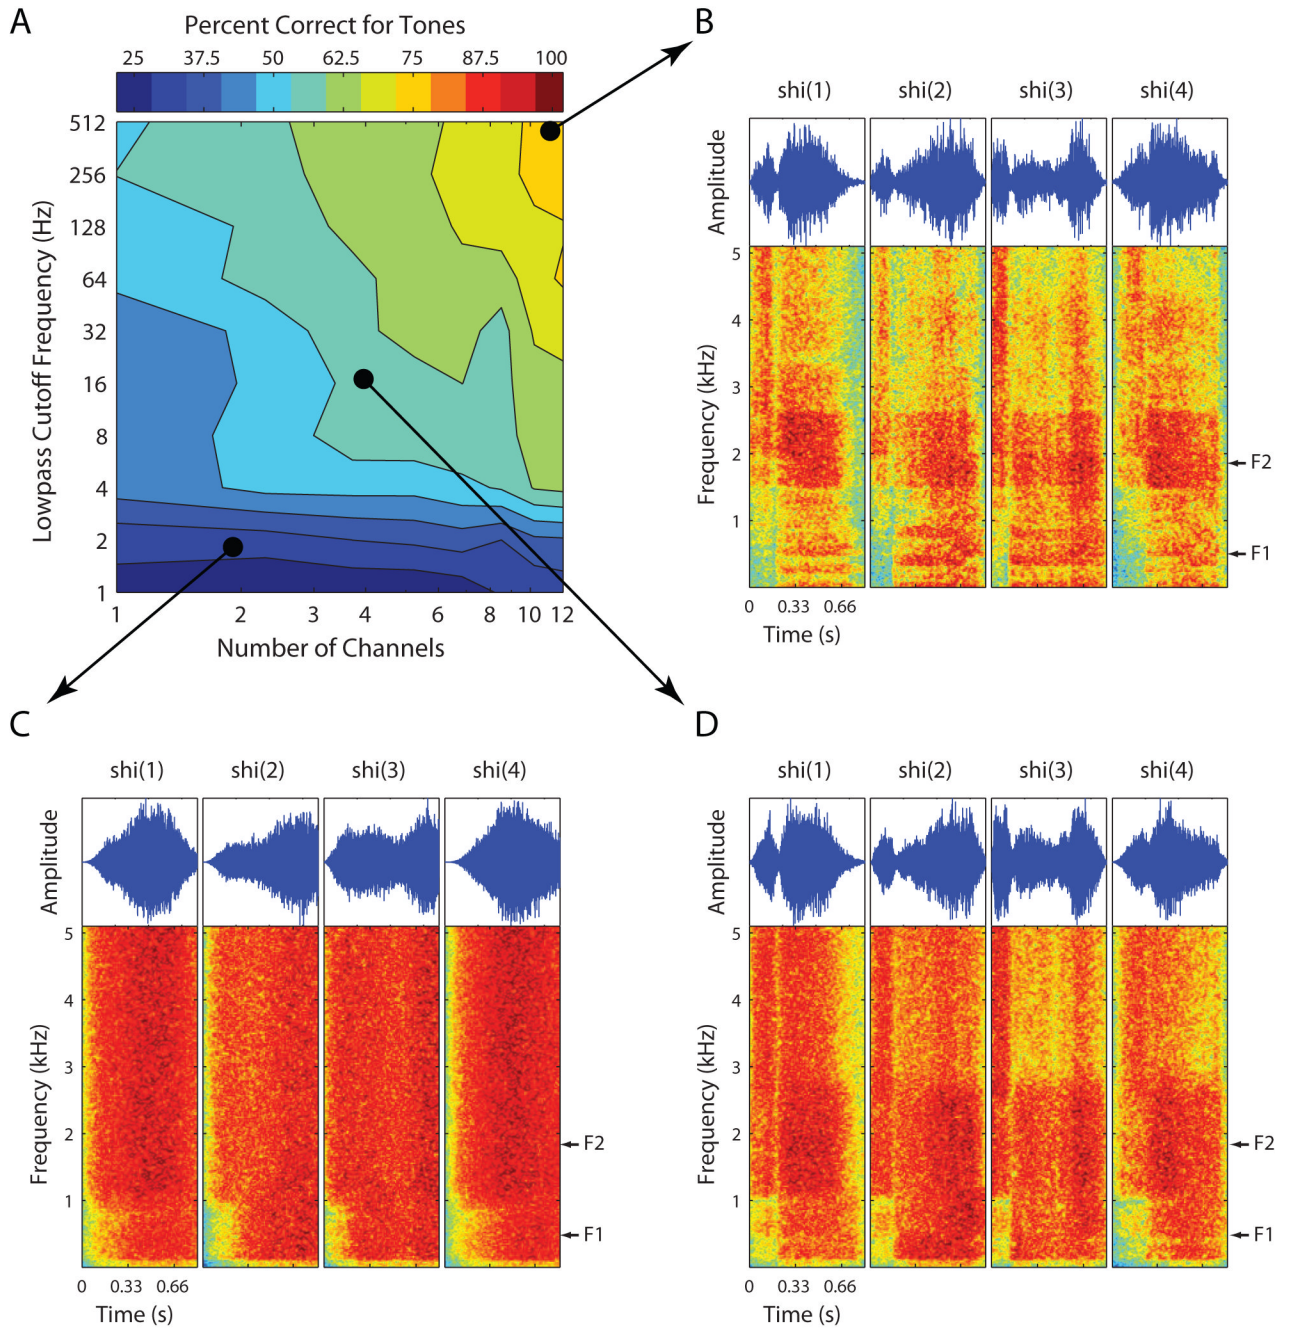 A
Percent Correct for Tones
25 37.5 50 62.5 75 87.5 100
512
256
128
64
32
16
8
4
2
1
Lowpass Cutoff Frequency (Hz)
1 2 3 4 6 8 10 12
Number of Channels
B
shi(1) shi(2) shi(3) shi(4)
Amplitude
5
4
3
2
1
Frequency (kHz)
F2
F1
0 0.33 0.66
Time (s)
C
shi(1) shi(2) shi(3) shi(4)
Amplitude
5
4
3
2
1
Frequency (kHz)
F2
F1
0 0.33 0.66
Time (s)
D
shi(1) shi(2) shi(3) shi(4)
Amplitude
5
4
3
2
1
Frequency (kHz)
F2
F1
0 0.33 0.66
Time (s)